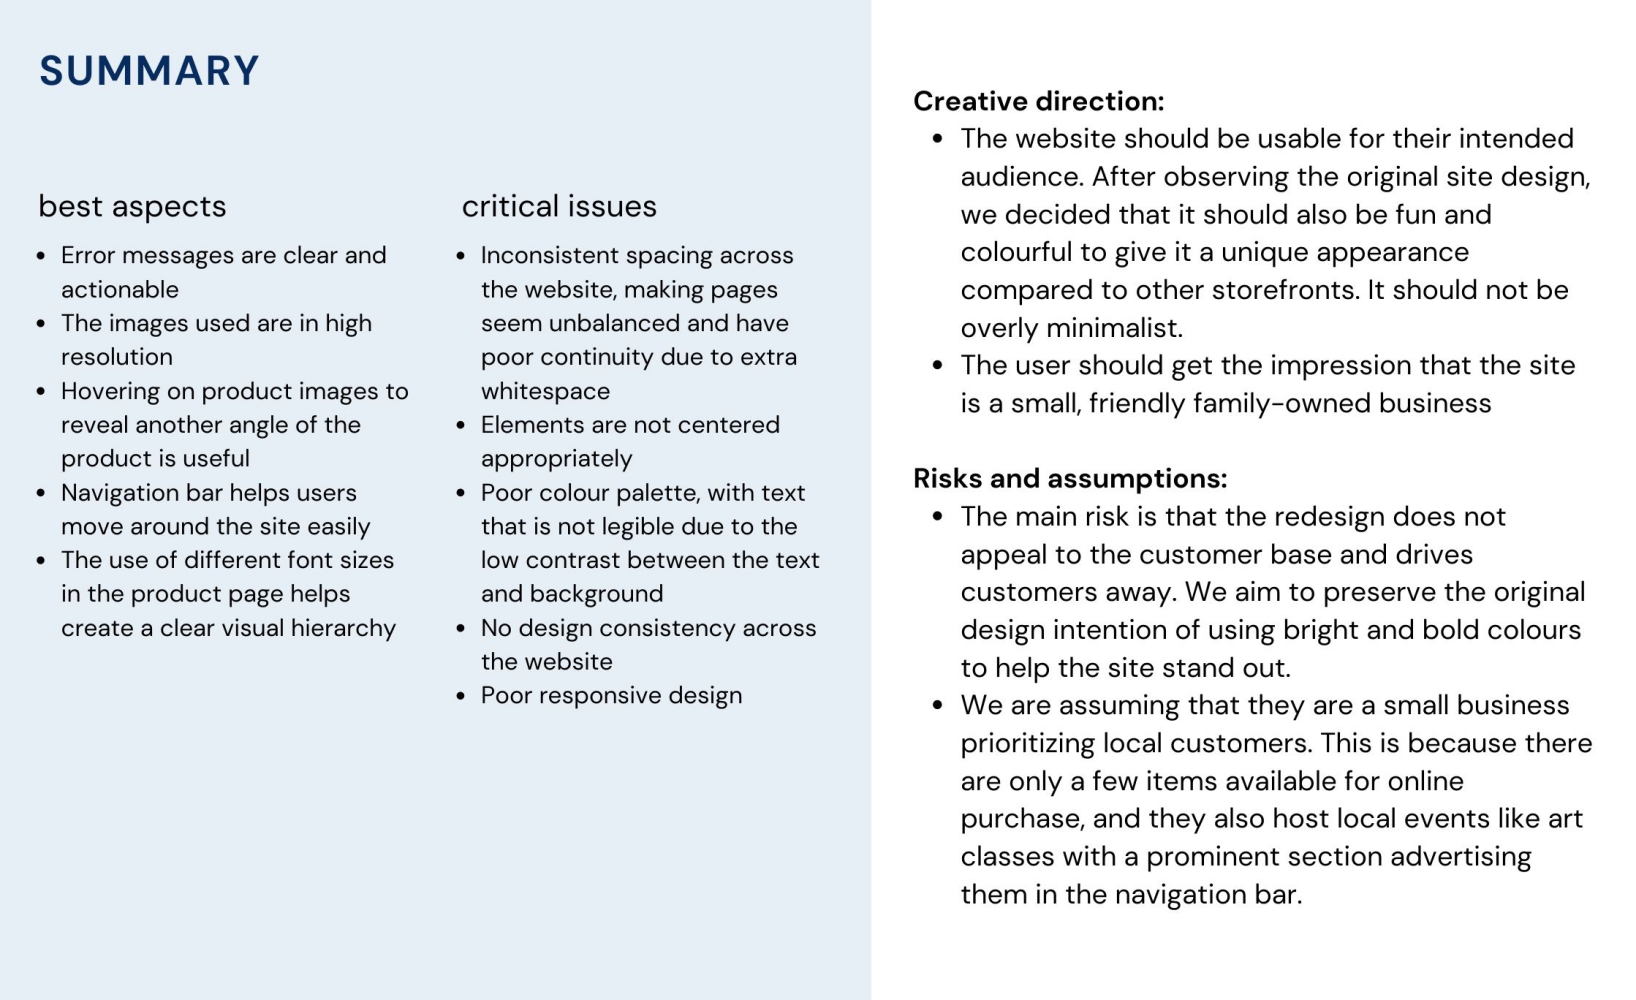 SUMMARY
best aspects
• Error messages are clear and
actionable
• The images used are in high
resolution
• Hovering on product images to
reveal another angle of the
product is useful
• Navigation bar helps users
move around the site easily
• The use of different font sizes
in the product page helps
create a clear visual hierarchy
critical issues
• Inconsistent spacing across
the website, making pages
seem unbalanced and have
poor continuity due to extra
whitespace
• Elements are not centered
appropriately
• Poor colour palette, with text
that is not legible due to the
low contrast between the text
and background
• No design consistency across
the website
• Poor responsive design
Creative direction:
• The website should be usable for their intended
audience. After observing the original site design,
we decided that it should also be fun and
colourful to give it a unique appearance
compared to other storefronts. It should not be
overly minimalist.
• The user should get the impression that the site
is a small, friendly family-owned business
Risks and assumptions:
• The main risk is that the redesign does not
appeal to the customer base and drives
customers away. We aim to preserve the original
design intention of using bright and bold colours
to help the site stand out.
• We are assuming that they are a small business
prioritizing local customers. This is because there
are only a few items available for online
purchase, and they also host local events like art
classes with a prominent section advertising
them in the navigation bar.